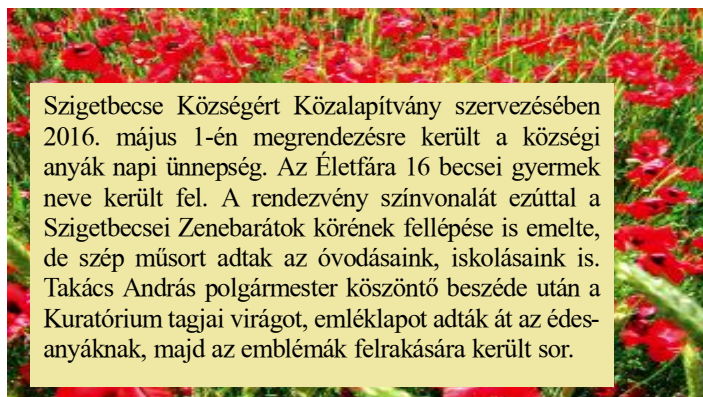 Szigetbecse Községért Közalapítvány szervezésében
2016. május 1-én megrendezésre került a községi
anyák napi ünnepség. Az Életfára 16 becsei gyermek
neve került fel. A rendezvény színvonalát ezúttal a
Szigetbecsei Zenebarátok körének fellépése is emelte,
de szép műsort adtak az óvodásaink, iskolásaink is.
Takács András polgármester köszöntő beszéde után a
Kuratórium tagjai virágot, emléklapot adták át az édes-
anyáknak, majd az emblémák felrakására került sor.